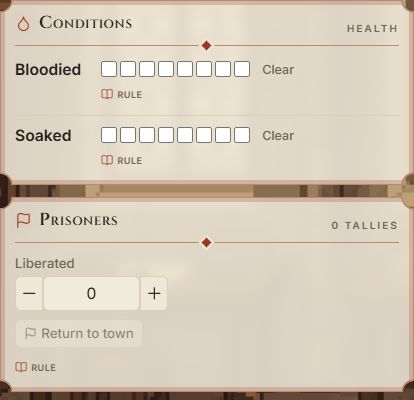 Conditions
HEALTH
Bloodied Clear
RULE
Soaked Clear
RULE
Prisoners
0 TALLIES
Liberated
− 0 +
Return to town
RULE